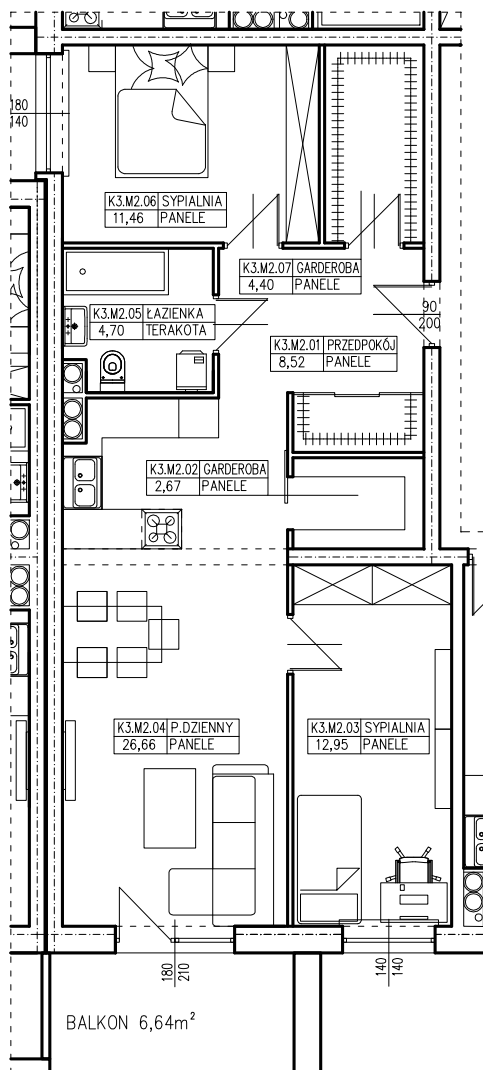 180
140
K3.M2.06 SYPIALNIA
11,46 PANELE
K3.M2.07 GARDEROBA
4,40 PANELE
K3.M2.05 ŁAZIENKA
4,70 TERAKOTA
90
200
K3.M2.01 PRZEDPOKÓJ
8,52 PANELE
K3.M2.02 GARDEROBA
2,67 PANELE
K3.M2.04 P.DZIENNY
26,66 PANELE
K3.M2.03 SYPIALNIA
12,95 PANELE
180
210
140
140
BALKON 6,64m²